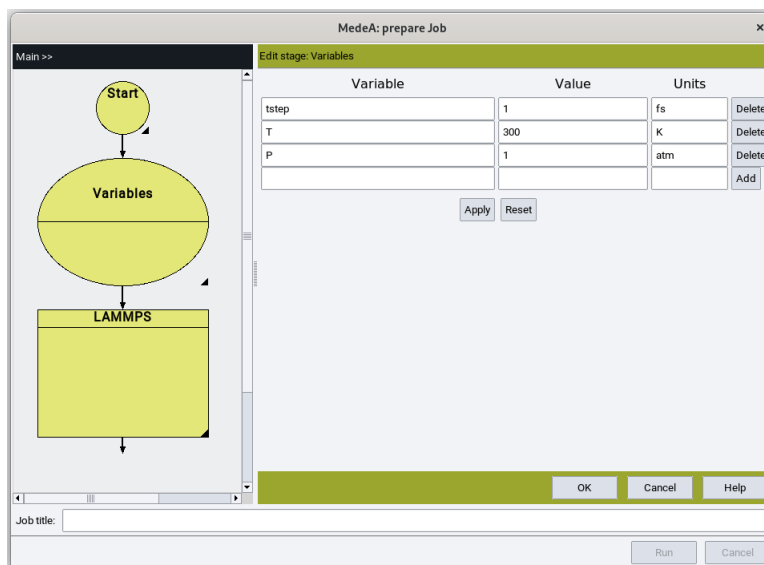 MedeA: prepare Job
Main >>
Start
Variables
LAMMPS
Edit stage: Variables
Variable Value Units
tstep 1 fs Delete
T 300 K Delete
P 1 atm Delete
Add
Apply Reset
OK Cancel Help
Job title:
Run Cancel